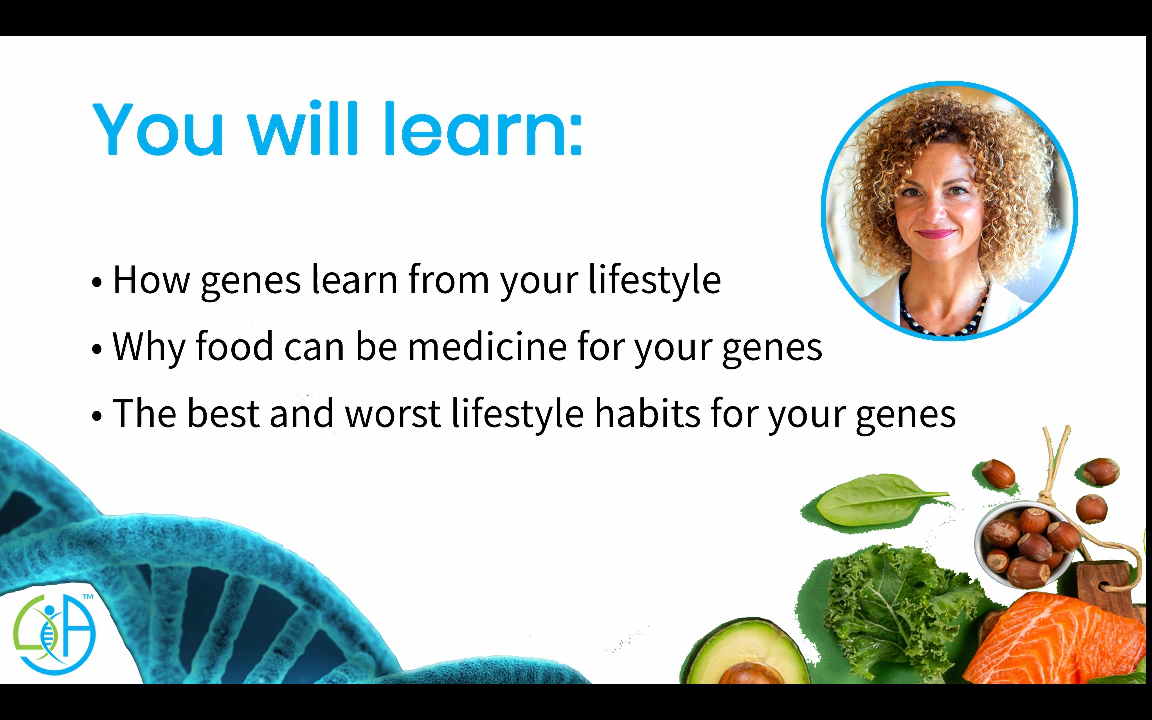 You will learn:
• How genes learn from your lifestyle
• Why food can be medicine for your genes
• The best and worst lifestyle habits for your genes
TM